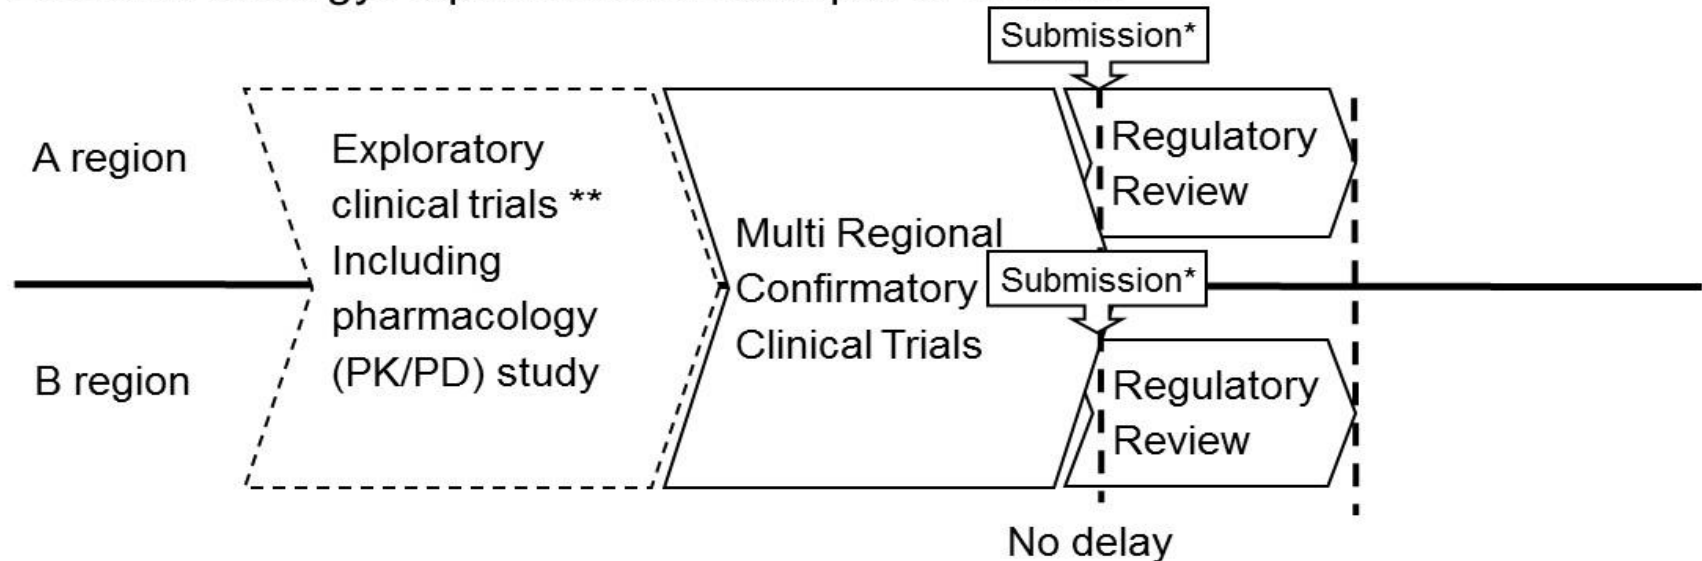 Submission*
A region
Exploratory
clinical trials **
Including
pharmacology
(PK/PD) study
B region
Multi Regional
Confirmatory
Clinical Trials
Regulatory
Review
Submission*
Regulatory
Review
No delay